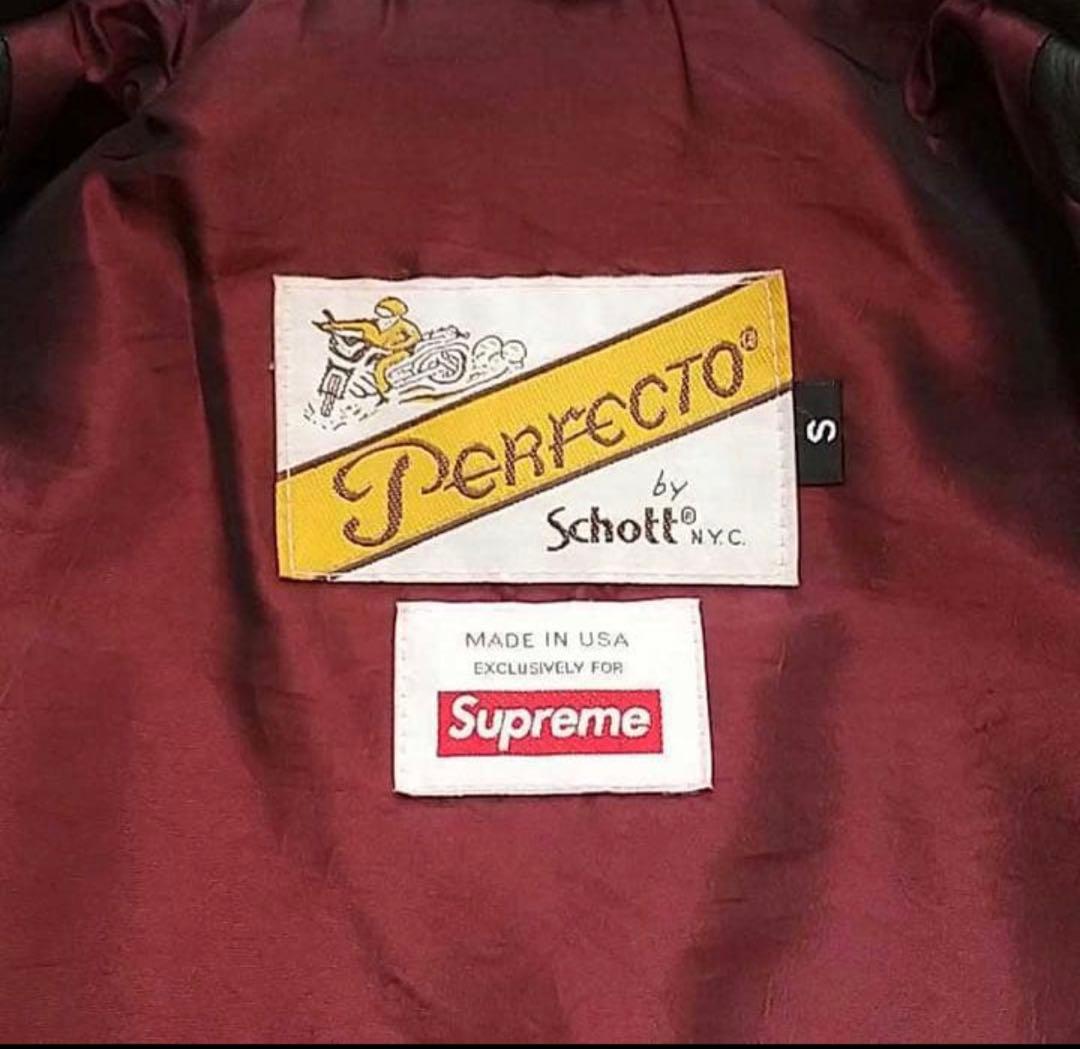 PERFECTO®
by
Schott® N.Y.C.
S
MADE IN USA
EXCLUSIVELY FOR
Supreme